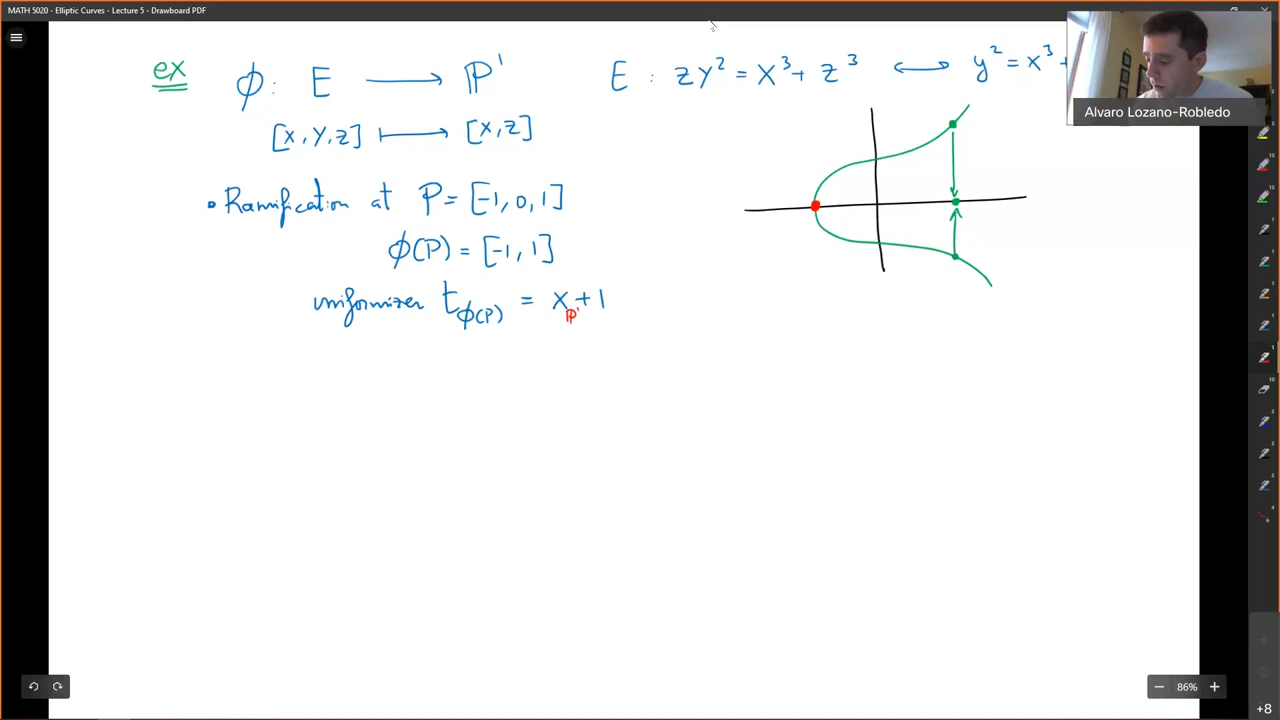 MATH 5020 - Elliptic Curves - Lecture 5 - Drawboard PDF
ex ϕ: E ⟶ ℙ¹ E : ZY² = X³ + Z³ ⟷ y² = x³ +
[X, Y, Z] ⟼ [X, Z]
Alvaro Lozano-Robledo
• Ramification at P = [-1, 0, 1]
ϕ(P) = [-1, 1]
uniformizer t_ϕ(P) = x_ℙ¹ + 1
86%
+8